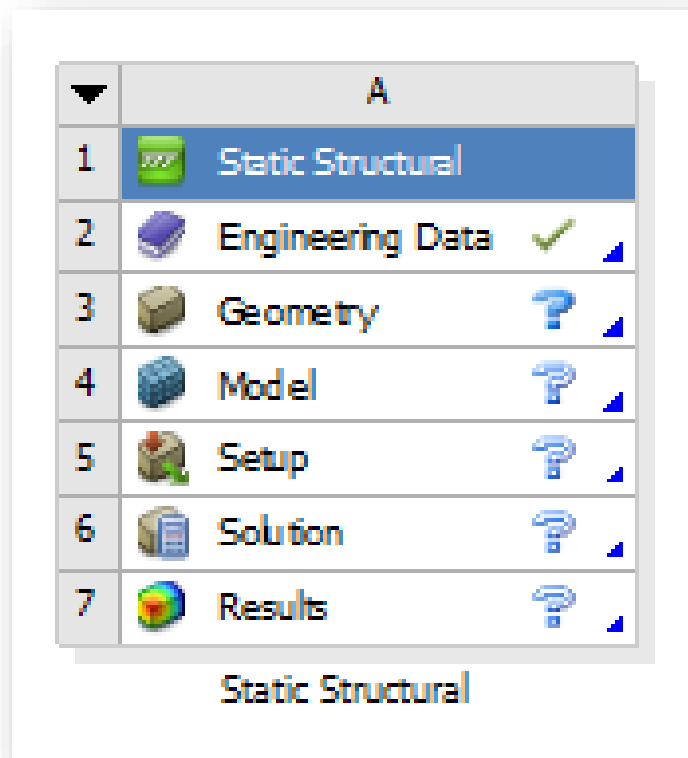 A
1 Static Structural
2 Engineering Data
3 Geometry
4 Model
5 Setup
6 Solution
7 Results
Static Structural